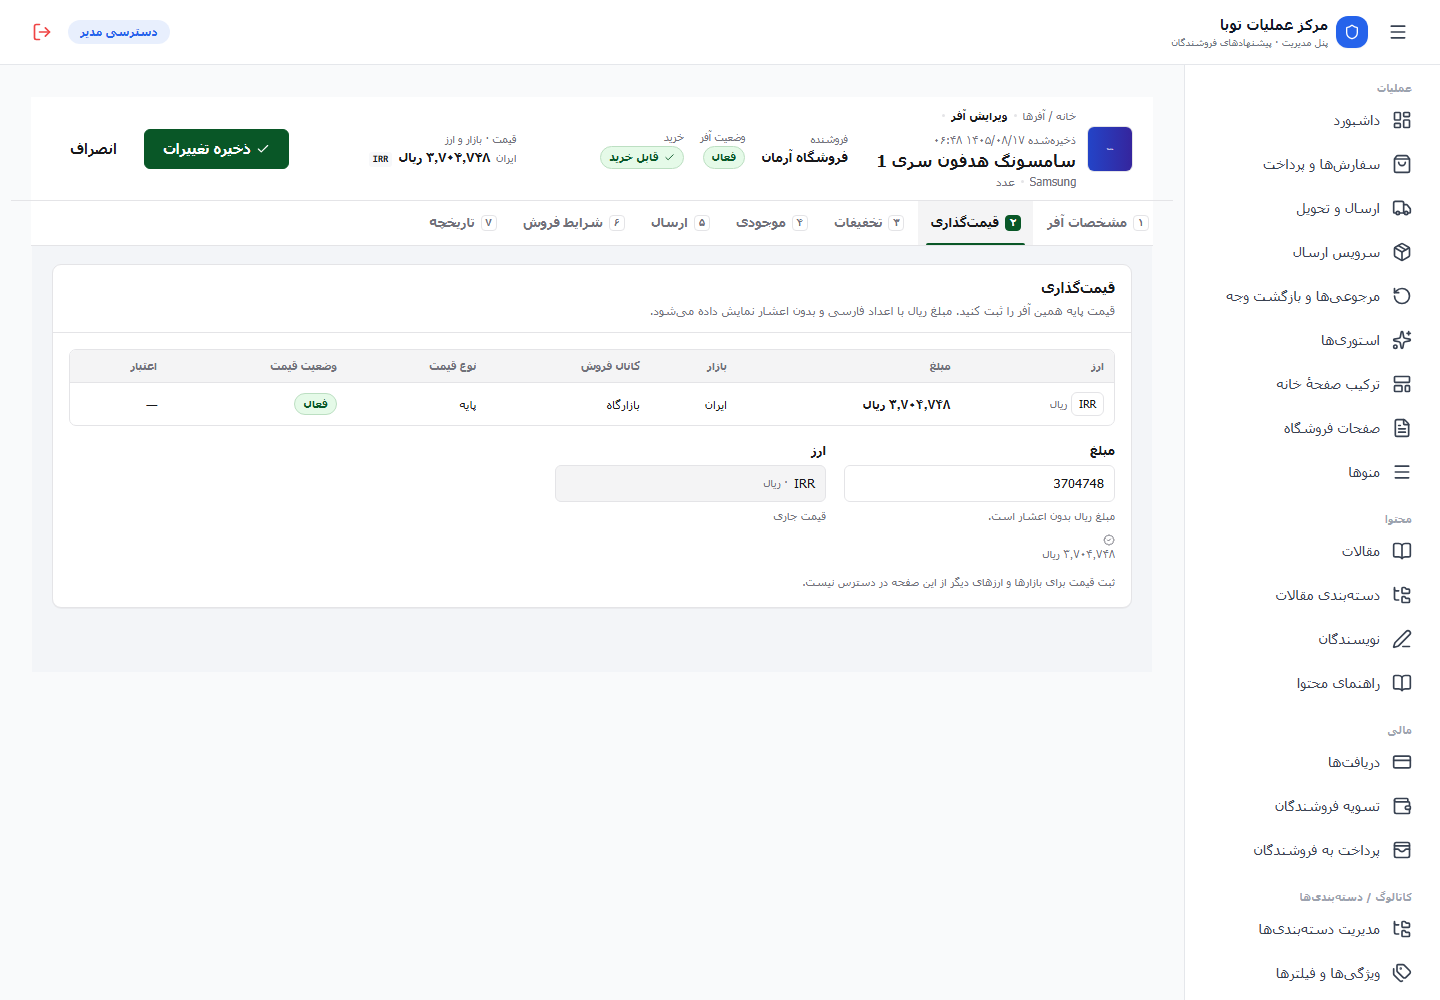 مرکز عملیات توبا
پنل مدیریت · پیشنهادهای فروشندگان
دسترسی مدیر
عملیات
داشبورد
سفارش‌ها و پرداخت
ارسال و تحویل
سرویس ارسال
مرجوعی‌ها و بازگشت وجه
استوری‌ها
ترکیب صفحهٔ خانه
صفحات فروشگاه
منوها
محتوا
مقالات
دسته‌بندی مقالات
نویسندگان
راهنمای محتوا
مالی
دریافت‌ها
تسویه فروشندگان
پرداخت به فروشندگان
کاتالوگ / دسته‌بندی‌ها
مدیریت دسته‌بندی‌ها
ویژگی‌ها و فیلترها
خانه / آفرها · ویرایش آفر ·
ذخیره‌شده ۱۴۰۵/۰۸/۱۷ ۰۶:۴۸
سامسونگ هدفون سری 1
Samsung · عدد
فروشنده
فروشگاه آرمان
وضعیت آفر
فعال
خرید
قابل خرید
قیمت · بازار و ارز
ایران ۳,۷۰۴,۷۴۸ ریال IRR
ذخیره تغییرات
انصراف
۱ مشخصات آفر
۲ قیمت‌گذاری
۳ تخفیفات
۴ موجودی
۵ ارسال
۶ شرایط فروش
۷ تاریخچه
قیمت‌گذاری
قیمت پایه همین آفر را ثبت کنید. مبلغ ریال با اعداد فارسی و بدون اعشار نمایش داده می‌شود.
ارز مبلغ بازار کانال فروش نوع قیمت وضعیت قیمت اعتبار
IRR ریال ۳,۷۰۴,۷۴۸ ریال ایران بازارگاه پایه فعال —
مبلغ
3704748
مبلغ ریال بدون اعشار است.
۳,۷۰۴,۷۴۸ ریال
ارز
IRR · ریال
قیمت جاری
ثبت قیمت برای بازارها و ارزهای دیگر از این صفحه در دسترس نیست.